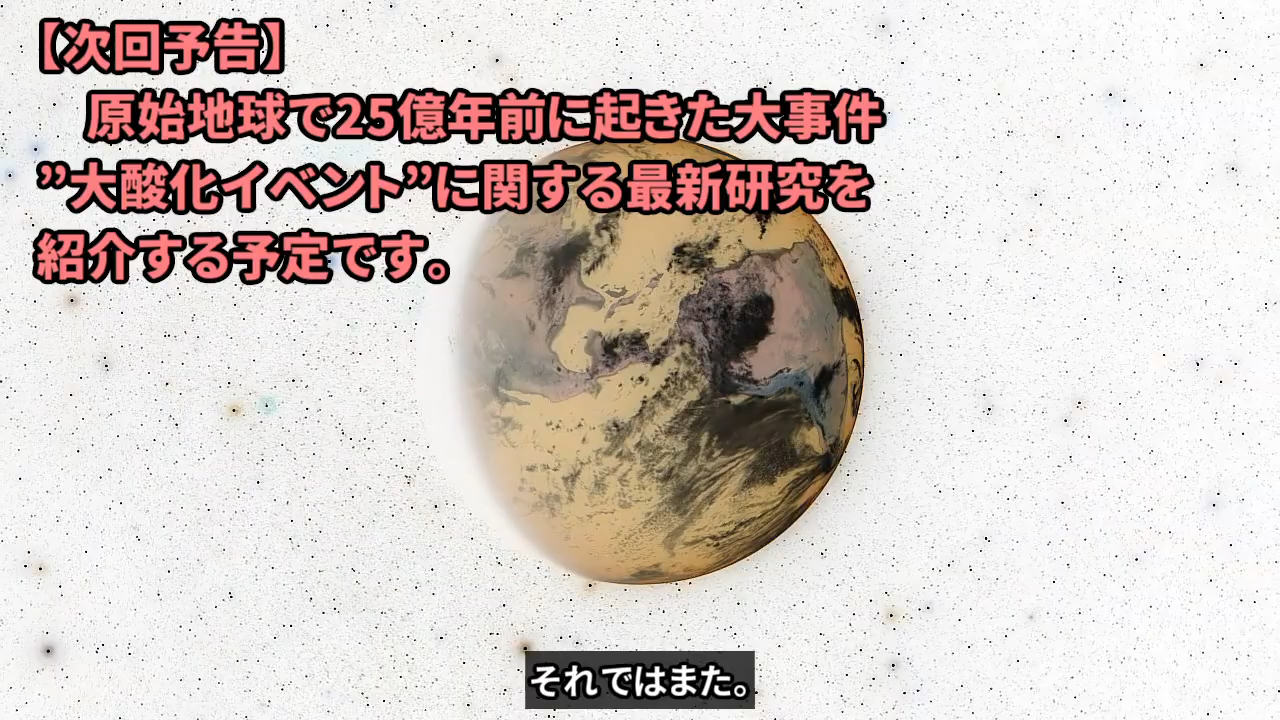 【次回予告】
原始地球で25億年前に起きた大事件
”大酸化イベント”に関する最新研究を
紹介する予定です。
それではまた。